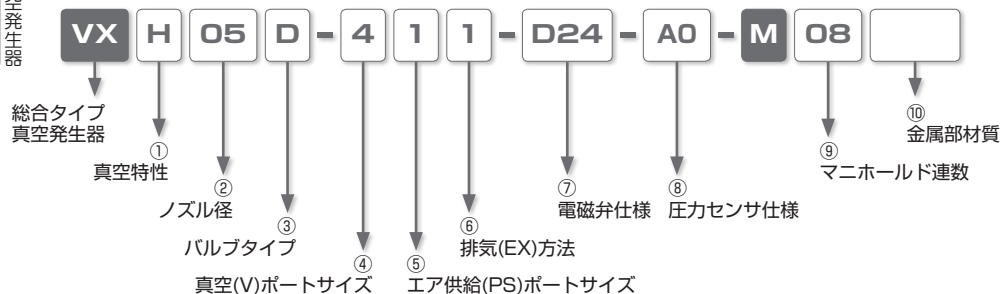 空発生器
VX H 05 D - 4 1 1 - D24 - A0 - M 08
総合タイプ
真空発生器
①
真空特性
②
ノズル径
③
バルブタイプ
④
真空(V)ポートサイズ
⑤
エア供給(PS)ポートサイズ
⑥
排気(EX)方法
⑦
電磁弁仕様
⑧
圧力センサ仕様
⑨
マニホールド連数
⑩
金属部材質